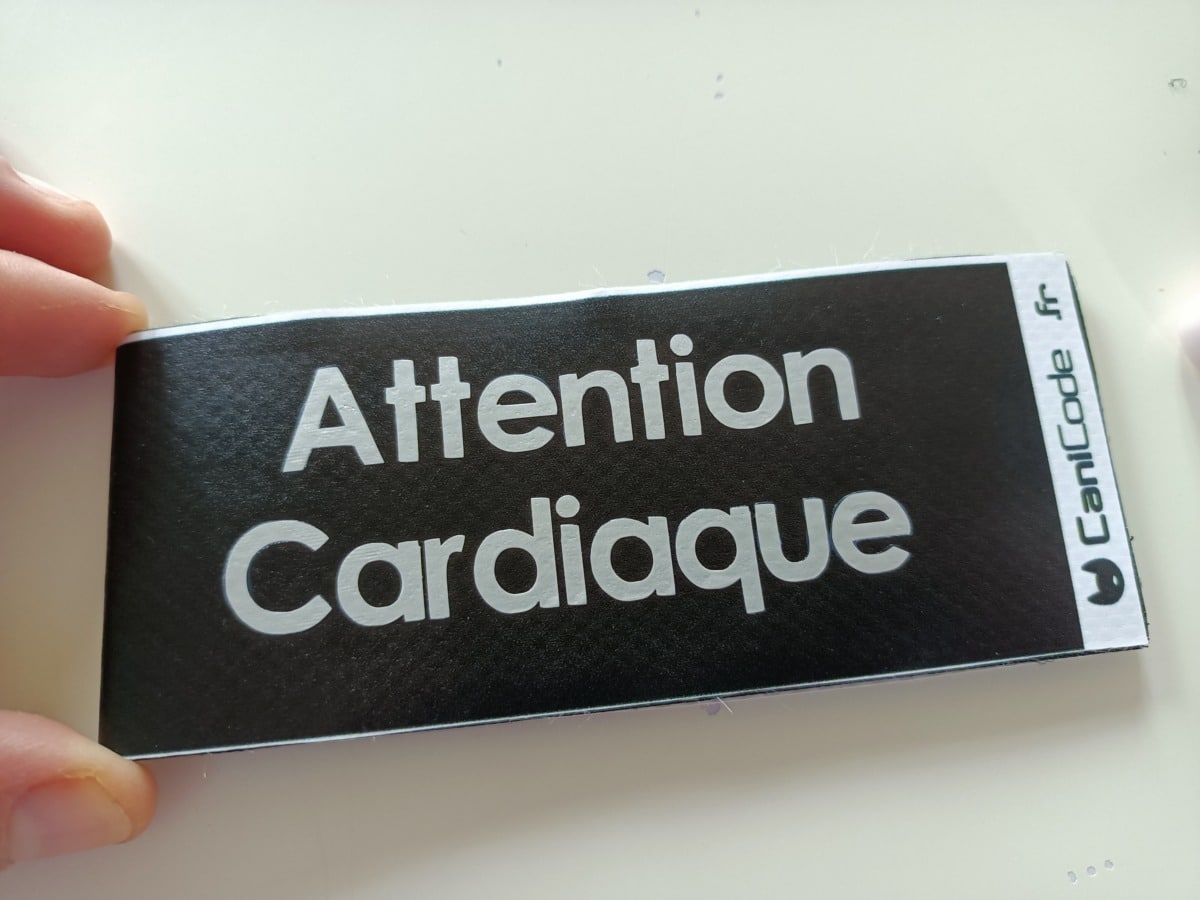 Attention
Cardiaque
CaniCode .fr